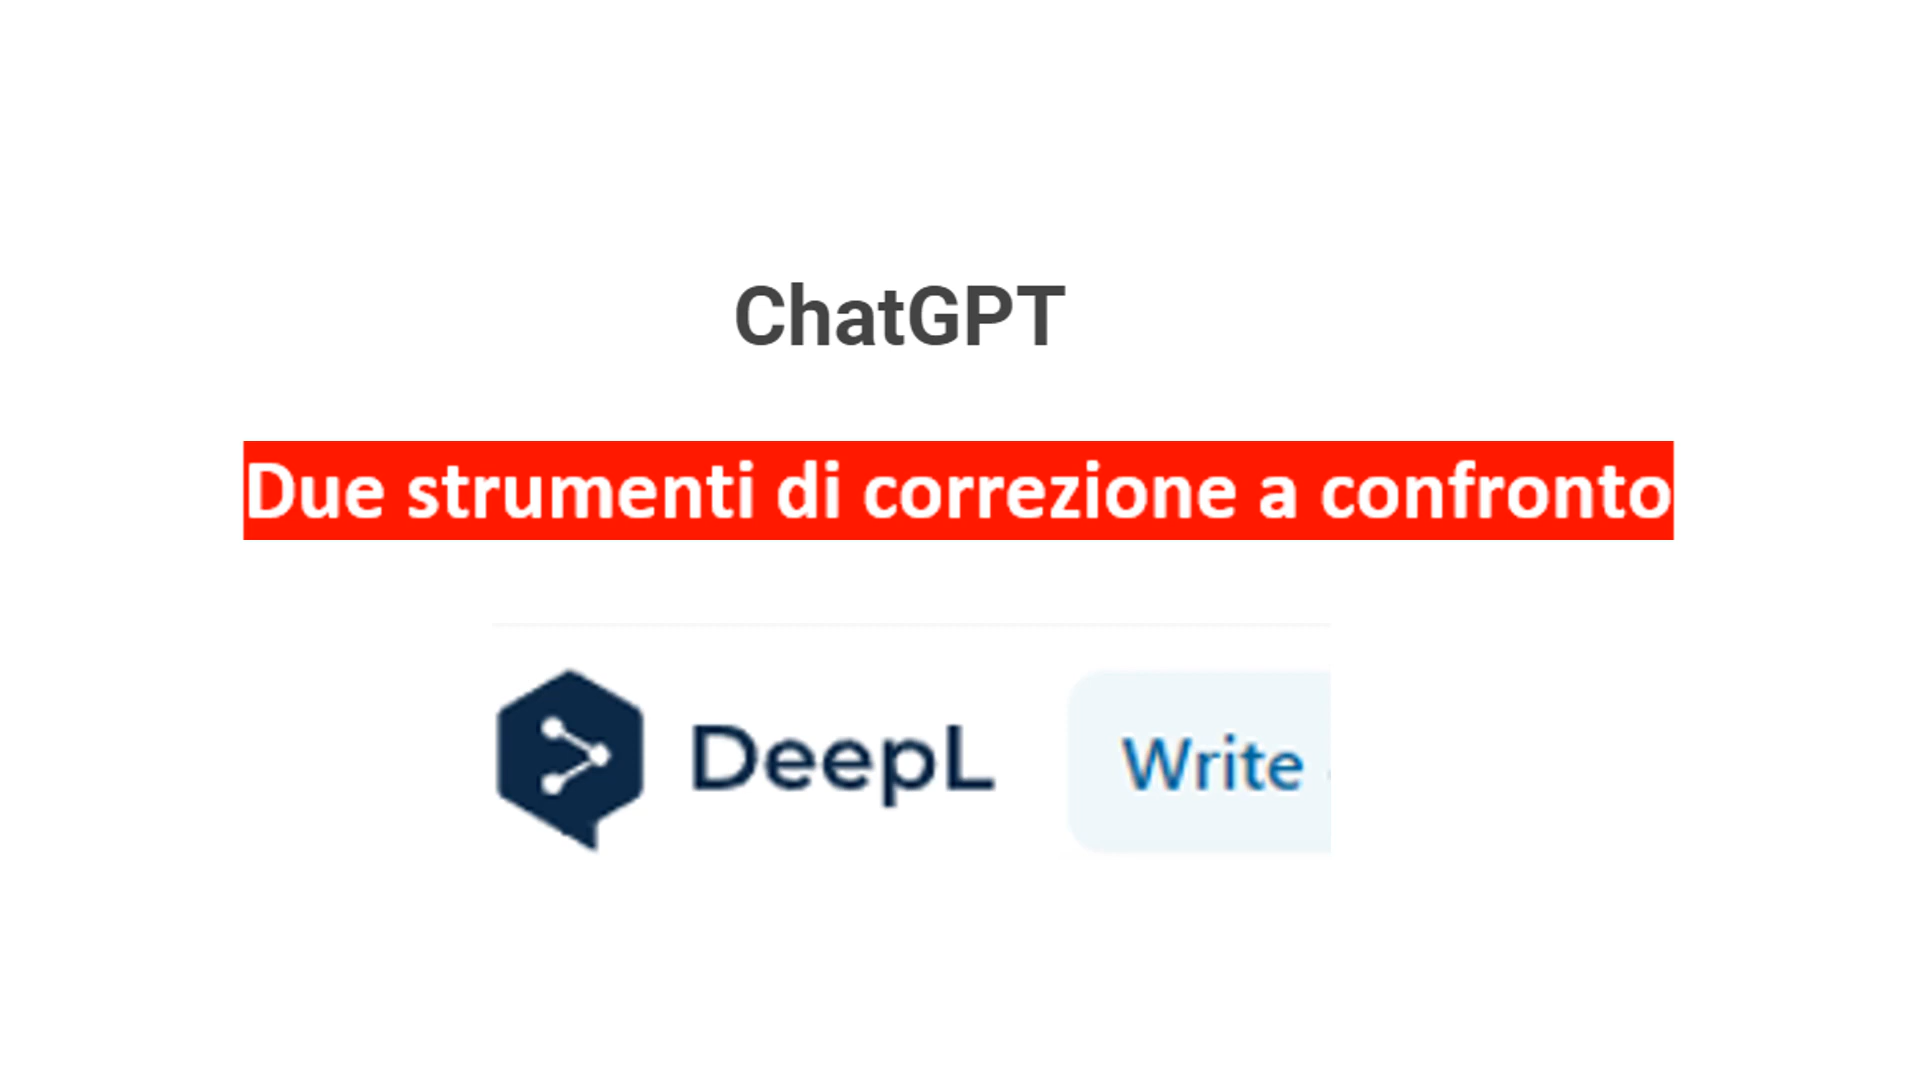 ChatGPT
Due strumenti di correzione a confronto
DeepL Write